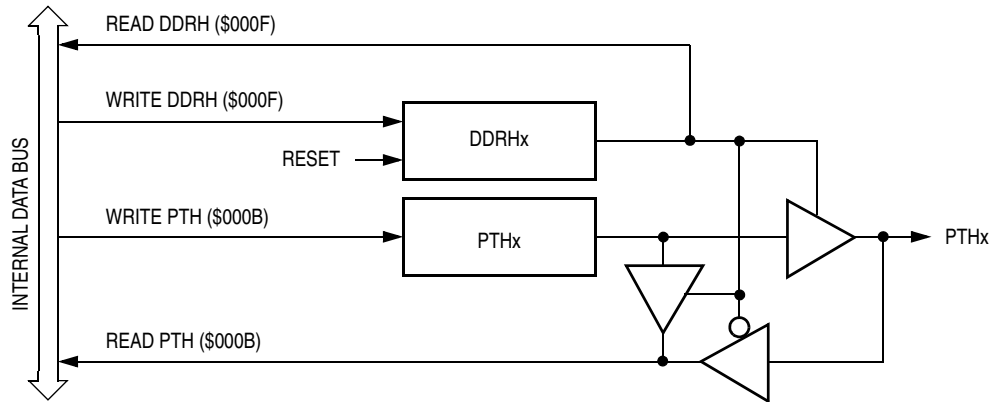 READ DDRH ($000F)
WRITE DDRH ($000F)
DDRHx
RESET
INTERNAL DATA BUS
WRITE PTH ($000B)
PTHx
PTHx
READ PTH ($000B)